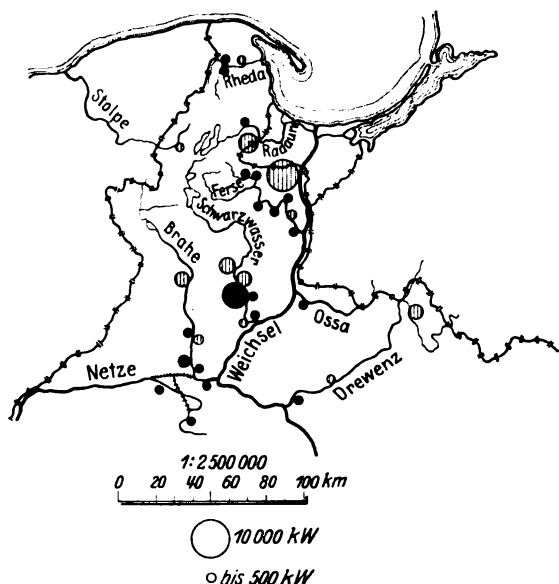 Rheda
Stolpe
Radaune
Ferse
Schwarzwasser
Brahe
Weichsel
Ossa
Netze
Drewenz
1:2500000
0 20 40 60 80 100 km
10000 kW
bis 500 kW